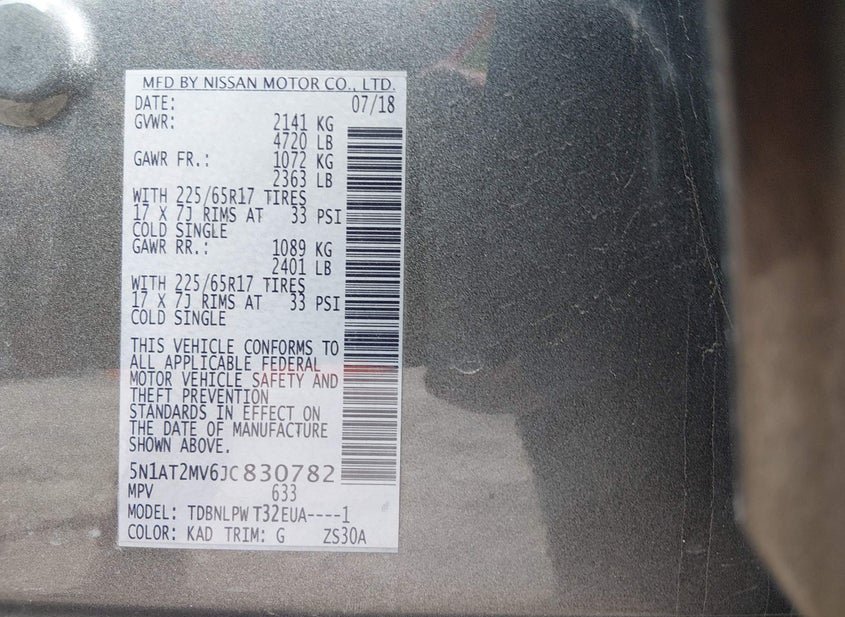 MFD BY NISSAN MOTOR CO., LTD.
DATE: 07/18
GVWR: 2141 KG
4720 LB
GAWR FR.: 1072 KG
2363 LB
WITH 225/65R17 TIRES
17 X 7J RIMS AT 33 PSI
COLD SINGLE
GAWR RR.: 1089 KG
2401 LB
WITH 225/65R17 TIRES
17 X 7J RIMS AT 33 PSI
COLD SINGLE
THIS VEHICLE CONFORMS TO
ALL APPLICABLE FEDERAL
MOTOR VEHICLE SAFETY AND
THEFT PREVENTION
STANDARDS IN EFFECT ON
THE DATE OF MANUFACTURE
SHOWN ABOVE.
5N1AT2MV6JC830782
MPV 633
MODEL: TDBNLPW T32EUA----1
COLOR: KAD TRIM: G ZS30A